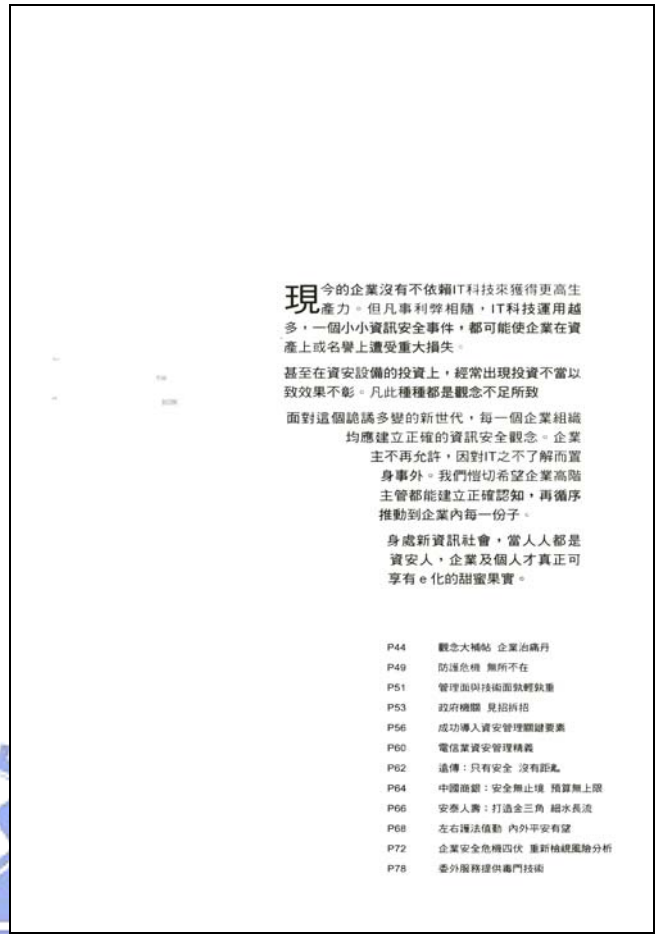 現今的企業沒有不依賴IT科技來獲得更高生
產力。但凡事利弊相隨,IT科技運用越
多,一個小小資訊安全事件,都可能使企業在資
產上或名譽上遭受重大損失。
甚至在資安設備的投資上,經常出現投資不當以
致效果不彰。凡此種種都是觀念不足所致
面對這個詭譎多變的新世代,每一個企業組織
均應建立正確的資訊安全觀念。企業
主不再允許,因對IT之不了解而置
身事外。我們愷切希望企業高階
主管都能建立正確認知,再循序
推動到企業內每一份子。
身處新資訊社會,當人人都是
資安人,企業及個人才真正可
享有e化的甜蜜果實。
P44 觀念大補帖 企業治痛丹
P49 防護危機 無所不在
P51 管理面與技術面孰輕孰重
P53 政府機關 見招拆招
P56 成功導入資安管理關鍵要素
P60 電信業資安管理精義
P62 遠傳:只有安全 沒有距離
P64 中國商銀:安全無止境 預算無上限
P66 安泰人壽:打造金三角 細水長流
P68 左右護法值勤 內外平安有望
P72 企業安全危機四伏 重新檢視風險分析
P78 委外服務提供毒門技術